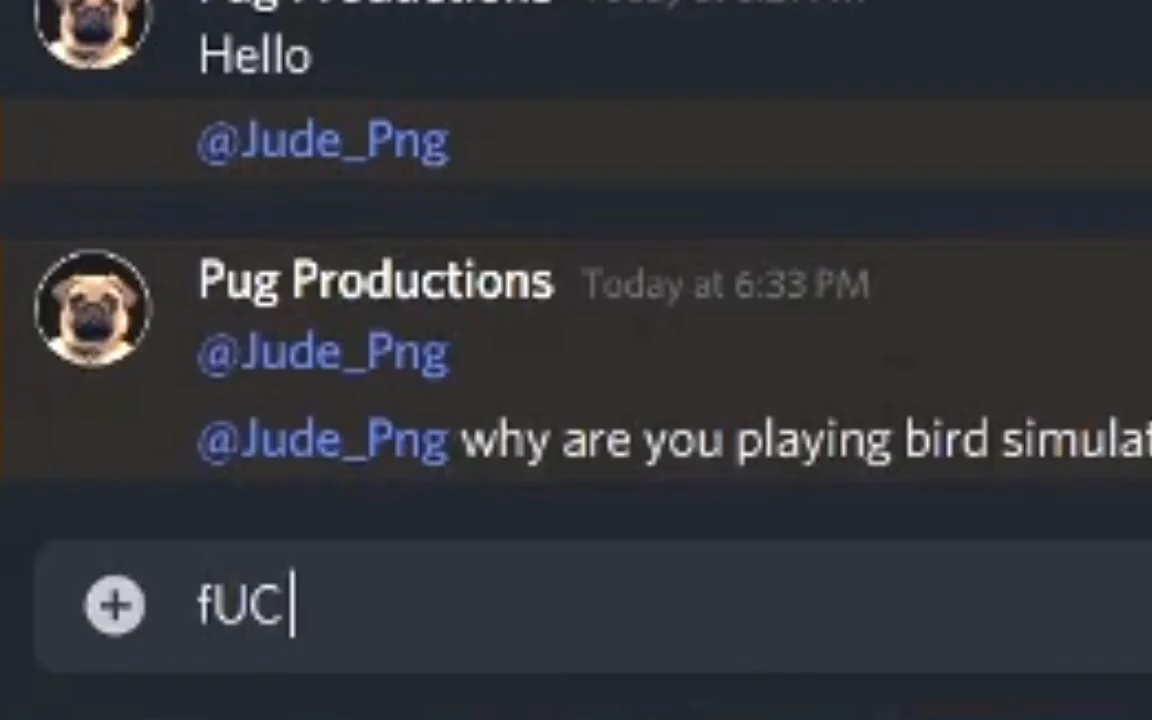 Hello
@Jude_Png
Pug Productions Today at 6:33 PM
@Jude_Png
@Jude_Png why are you playing bird simulat
fUC